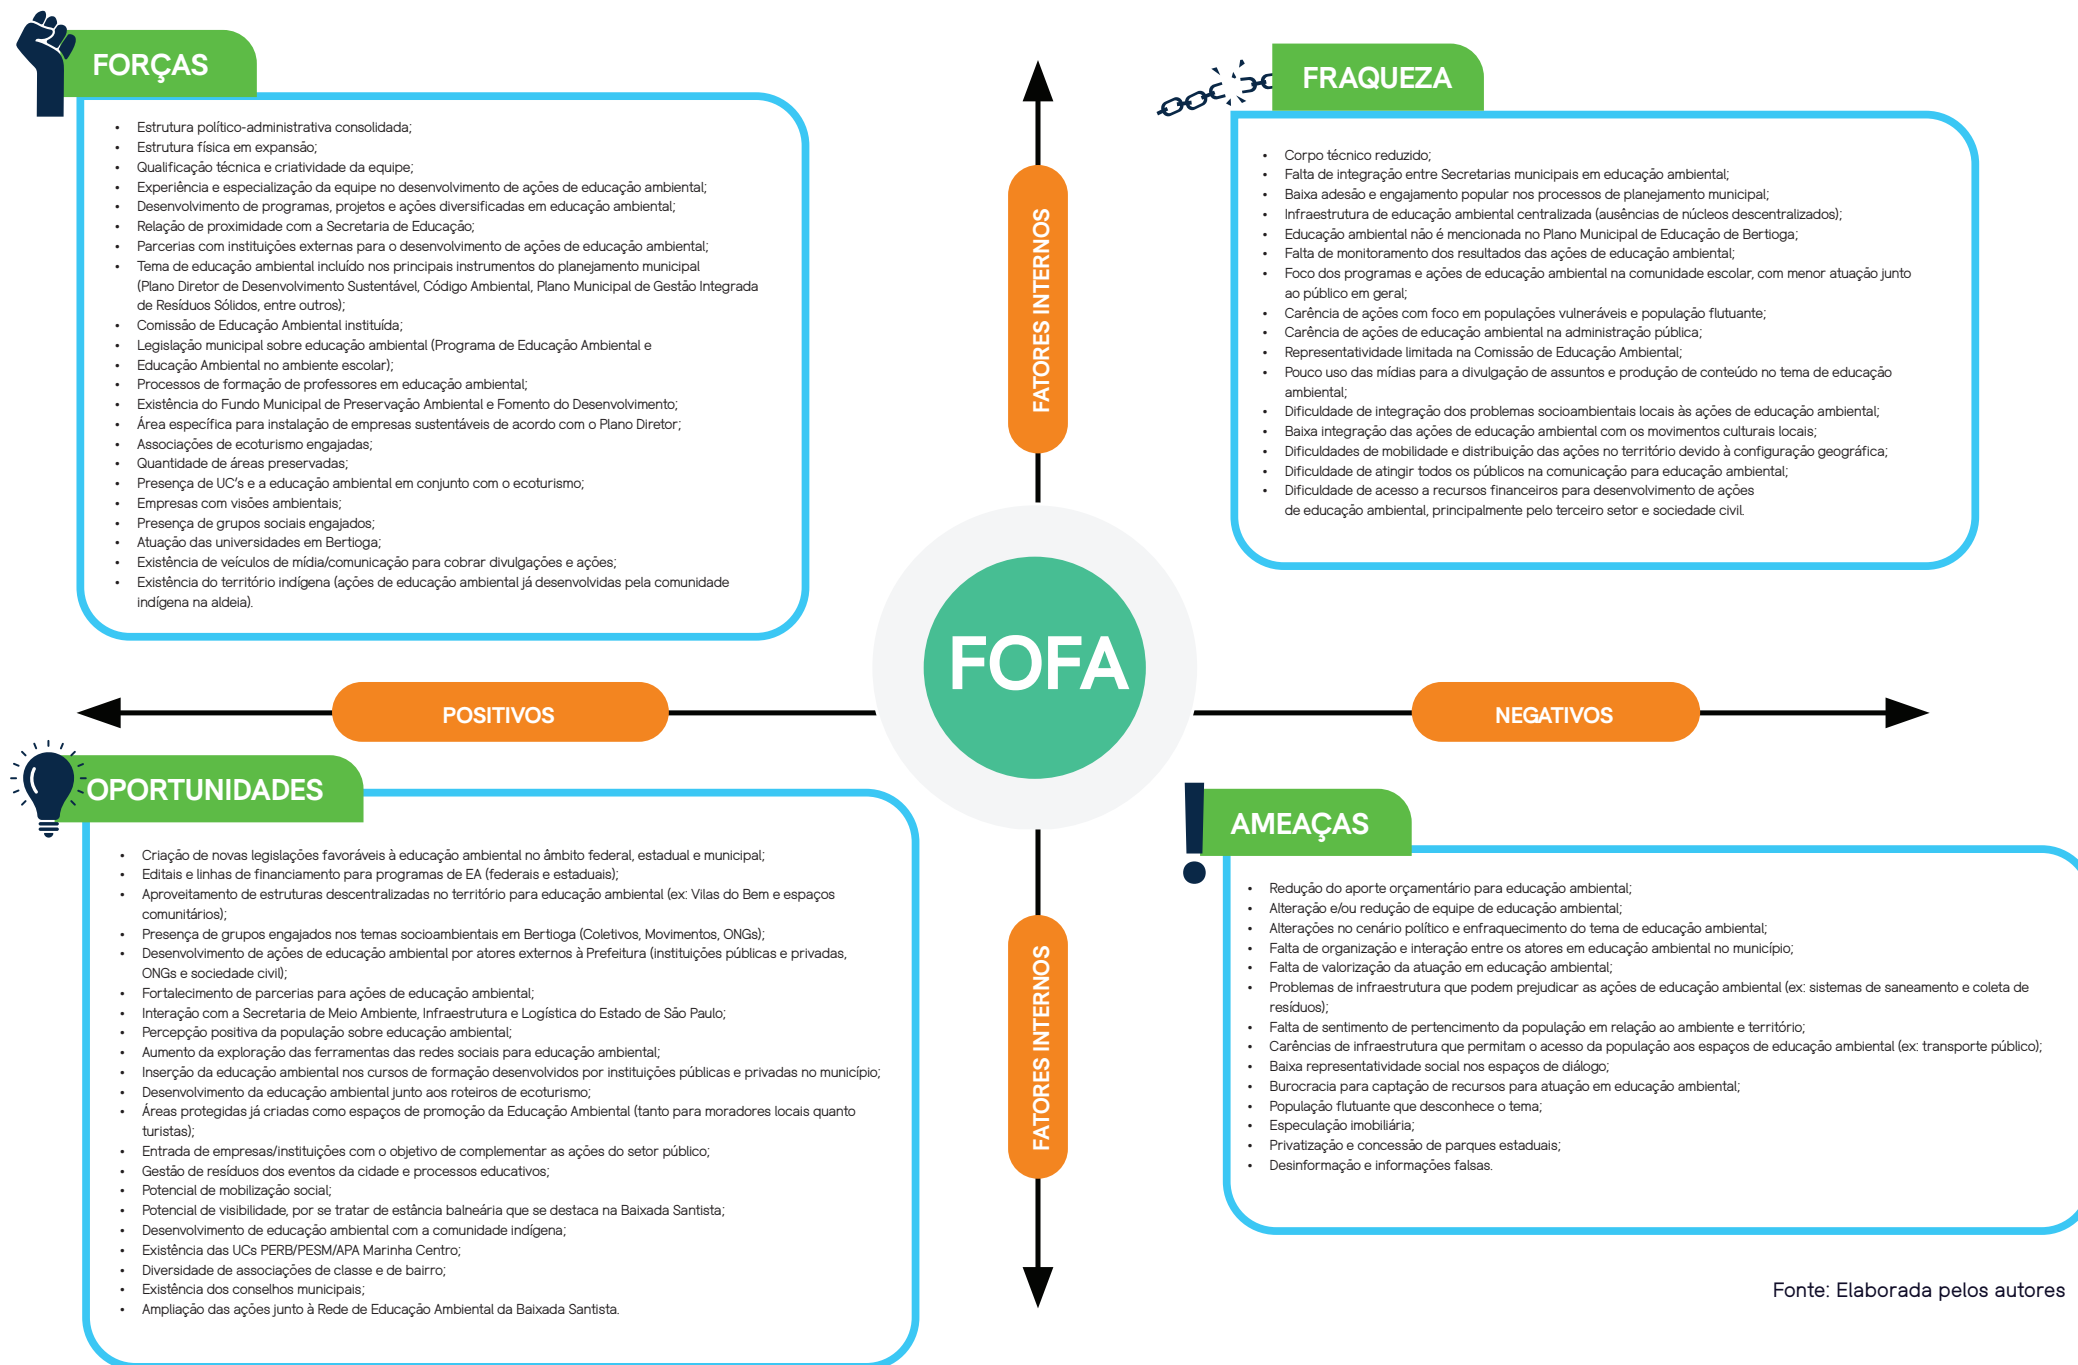 FORÇAS
• Estrutura político-administrativa consolidada;
• Estrutura física em expansão;
• Qualificação técnica e criatividade da equipe;
• Experiência e especialização da equipe no desenvolvimento de ações de educação ambiental;
• Desenvolvimento de programas, projetos e ações diversificadas em educação ambiental;
• Relação de proximidade com a Secretaria de Educação;
• Parcerias com instituições externas para o desenvolvimento de ações de educação ambiental;
• Tema de educação ambiental incluído nos principais instrumentos do planejamento municipal
(Plano Diretor de Desenvolvimento Sustentável, Código Ambiental, Plano Municipal de Gestão Integrada
de Resíduos Sólidos, entre outros);
• Comissão de Educação Ambiental instituída;
• Legislação municipal sobre educação ambiental (Programa de Educação Ambiental e
• Educação Ambiental no ambiente escolar);
• Processos de formação de professores em educação ambiental;
• Existência do Fundo Municipal de Preservação Ambiental e Fomento do Desenvolvimento;
• Área específica para instalação de empresas sustentáveis de acordo com o Plano Diretor;
• Associações de ecoturismo engajadas;
• Quantidade de áreas preservadas;
• Presença de UC's e a educação ambiental em conjunto com o ecoturismo;
• Empresas com visões ambientais;
• Presença de grupos sociais engajados;
• Atuação das universidades em Bertioga;
• Existência de veículos de mídia/comunicação para cobrar divulgações e ações;
• Existência do território indígena (ações de educação ambiental já desenvolvidas pela comunidade
indígena na aldeia).
FATORES INTERNOS
FRAQUEZA
• Corpo técnico reduzido;
• Falta de integração entre Secretarias municipais em educação ambiental;
• Baixa adesão e engajamento popular nos processos de planejamento municipal;
• Infraestrutura de educação ambiental centralizada (ausências de núcleos descentralizados);
• Educação ambiental não é mencionada no Plano Municipal de Educação de Bertioga;
• Falta de monitoramento dos resultados das ações de educação ambiental;
• Foco dos programas e ações de educação ambiental na comunidade escolar, com menor atuação junto
ao público em geral;
• Carência de ações com foco em populações vulneráveis e população flutuante;
• Carência de ações de educação ambiental na administração pública;
• Representatividade limitada na Comissão de Educação Ambiental;
• Pouco uso das mídias para a divulgação de assuntos e produção de conteúdo no tema de educação
ambiental;
• Dificuldade de integração dos problemas socioambientais locais às ações de educação ambiental;
• Baixa integração das ações de educação ambiental com os movimentos culturais locais;
• Dificuldades de mobilidade e distribuição das ações no território devido à configuração geográfica;
• Dificuldade de atingir todos os públicos na comunicação para educação ambiental;
• Dificuldade de acesso a recursos financeiros para desenvolvimento de ações
de educação ambiental, principalmente pelo terceiro setor e sociedade civil.
FOFA
POSITIVOS
NEGATIVOS
OPORTUNIDADES
• Criação de novas legislações favoráveis à educação ambiental no âmbito federal, estadual e municipal;
• Editais e linhas de financiamento para programas de EA (federais e estaduais);
• Aproveitamento de estruturas descentralizadas no território para educação ambiental (ex: Vilas do Bem e espaços
comunitários);
• Presença de grupos engajados nos temas socioambientais em Bertioga (Coletivos, Movimentos, ONGs);
• Desenvolvimento de ações de educação ambiental por atores externos à Prefeitura (instituições públicas e privadas,
ONGs e sociedade civil);
• Fortalecimento de parcerias para ações de educação ambiental;
• Interação com a Secretaria de Meio Ambiente, Infraestrutura e Logística do Estado de São Paulo;
• Percepção positiva da população sobre educação ambiental;
• Aumento da exploração das ferramentas das redes sociais para educação ambiental;
• Inserção da educação ambiental nos cursos de formação desenvolvidos por instituições públicas e privadas no município;
• Desenvolvimento da educação ambiental junto aos roteiros de ecoturismo;
• Áreas protegidas já criadas como espaços de promoção da Educação Ambiental (tanto para moradores locais quanto
turistas);
• Entrada de empresas/instituições com o objetivo de complementar as ações do setor público;
• Gestão de resíduos dos eventos da cidade e processos educativos;
• Potencial de mobilização social;
• Potencial de visibilidade, por se tratar de estância balneária que se destaca na Baixada Santista;
• Desenvolvimento de educação ambiental com a comunidade indígena;
• Existência das UCs PERB/PESM/APA Marinha Centro;
• Diversidade de associações de classe e de bairro;
• Existência dos conselhos municipais;
• Ampliação das ações junto à Rede de Educação Ambiental da Baixada Santista.
FATORES INTERNOS
AMEAÇAS
• Redução do aporte orçamentário para educação ambiental;
• Alteração e/ou redução de equipe de educação ambiental;
• Alterações no cenário político e enfraquecimento do tema de educação ambiental;
• Falta de organização e interação entre os atores em educação ambiental no município;
• Falta de valorização da atuação em educação ambiental;
• Problemas de infraestrutura que podem prejudicar as ações de educação ambiental (ex: sistemas de saneamento e coleta de
resíduos);
• Falta de sentimento de pertencimento da população em relação ao ambiente e território;
• Carências de infraestrutura que permitam o acesso da população aos espaços de educação ambiental (ex: transporte público);
• Baixa representatividade social nos espaços de diálogo;
• Burocracia para captação de recursos para atuação em educação ambiental;
• População flutuante que desconhece o tema;
• Especulação imobiliária;
• Privatização e concessão de parques estaduais;
• Desinformação e informações falsas.
Fonte: Elaborada pelos autores